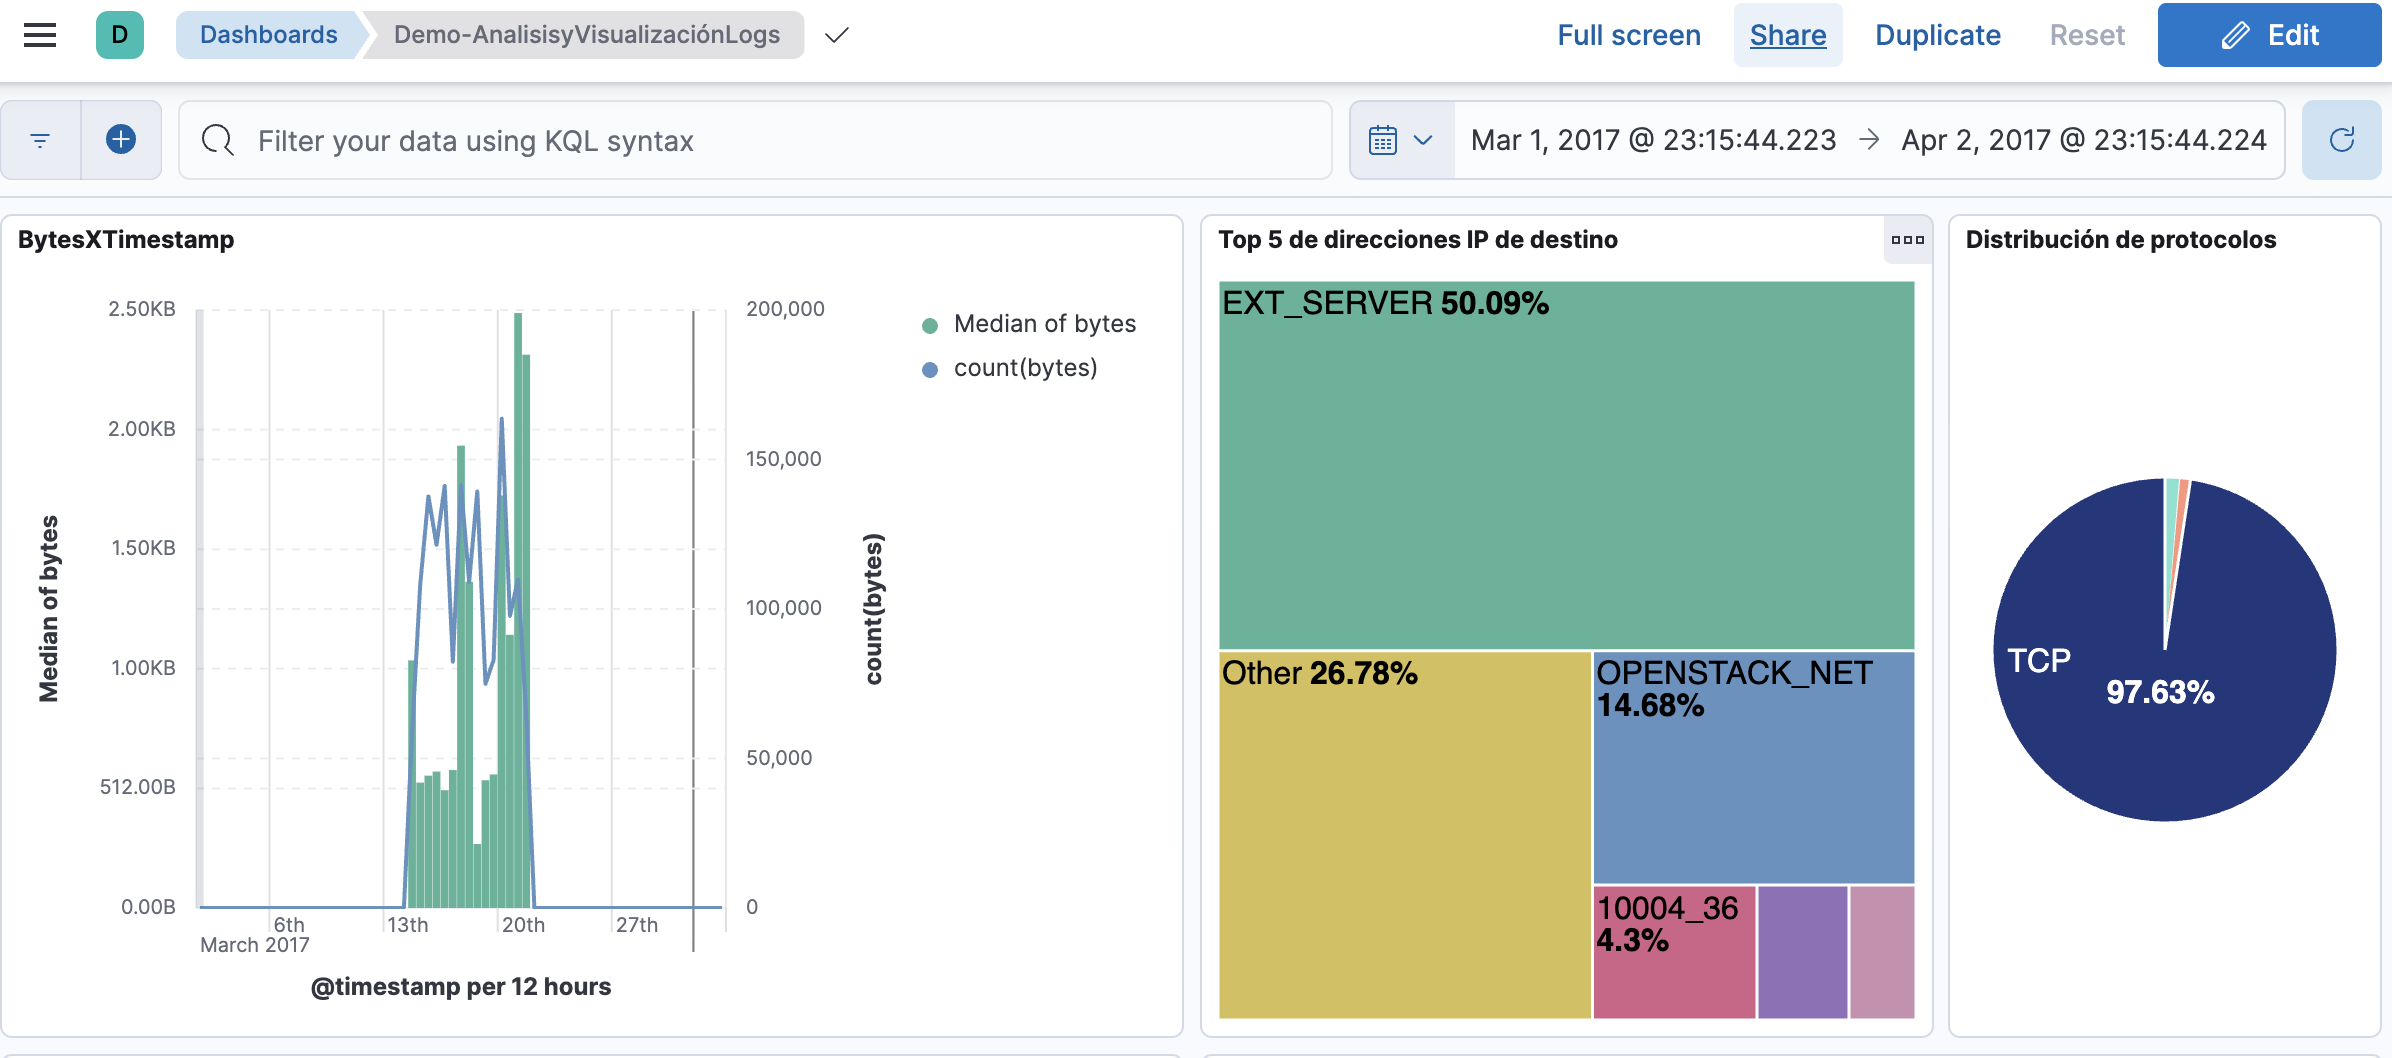 D
Dashboards
Demo-AnalisisyVisualizaciónLogs
Full screen
Share
Duplicate
Reset
Edit
Filter your data using KQL syntax
Mar 1, 2017 @ 23:15:44.223 → Apr 2, 2017 @ 23:15:44.224
BytesXTimestamp
Median of bytes
2.50KB
2.00KB
1.50KB
1.00KB
512.00B
0.00B
200,000
150,000
100,000
50,000
0
count(bytes)
6th
13th
20th
27th
March 2017
@timestamp per 12 hours
Median of bytes
count(bytes)
Top 5 de direcciones IP de destino
EXT_SERVER 50.09%
Other 26.78%
OPENSTACK_NET
14.68%
10004_36
4.3%
Distribución de protocolos
TCP
97.63%